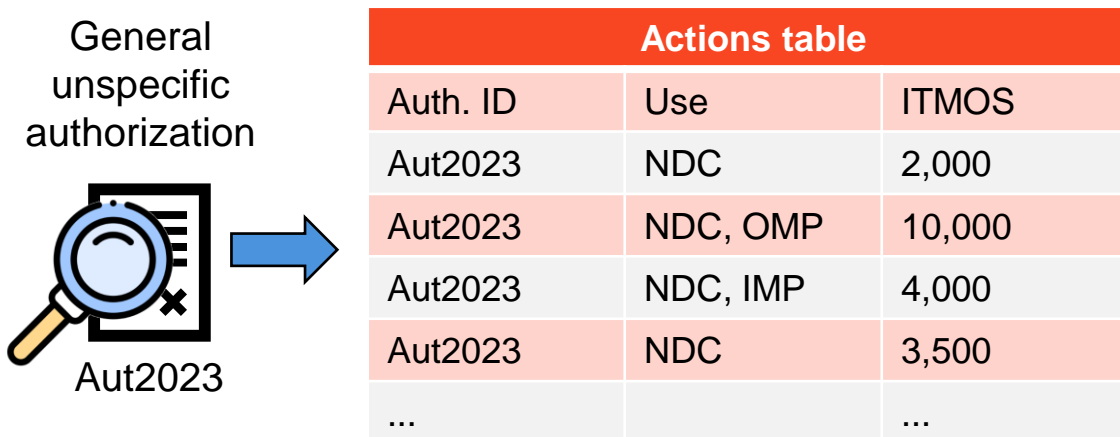 General
unspecific
authorization
Aut2023
Actions table
Auth. ID Use ITMOS
Aut2023 NDC 2,000
Aut2023 NDC, OMP 10,000
Aut2023 NDC, IMP 4,000
Aut2023 NDC 3,500
... ...